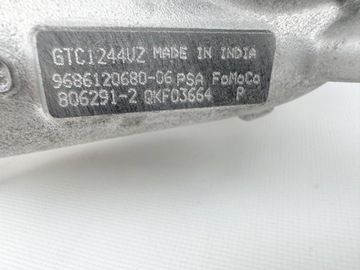 GTC1244VZ MADE IN INDIA
9686120680-06 PSA FoMoCo
806291-2 QKF03664 R